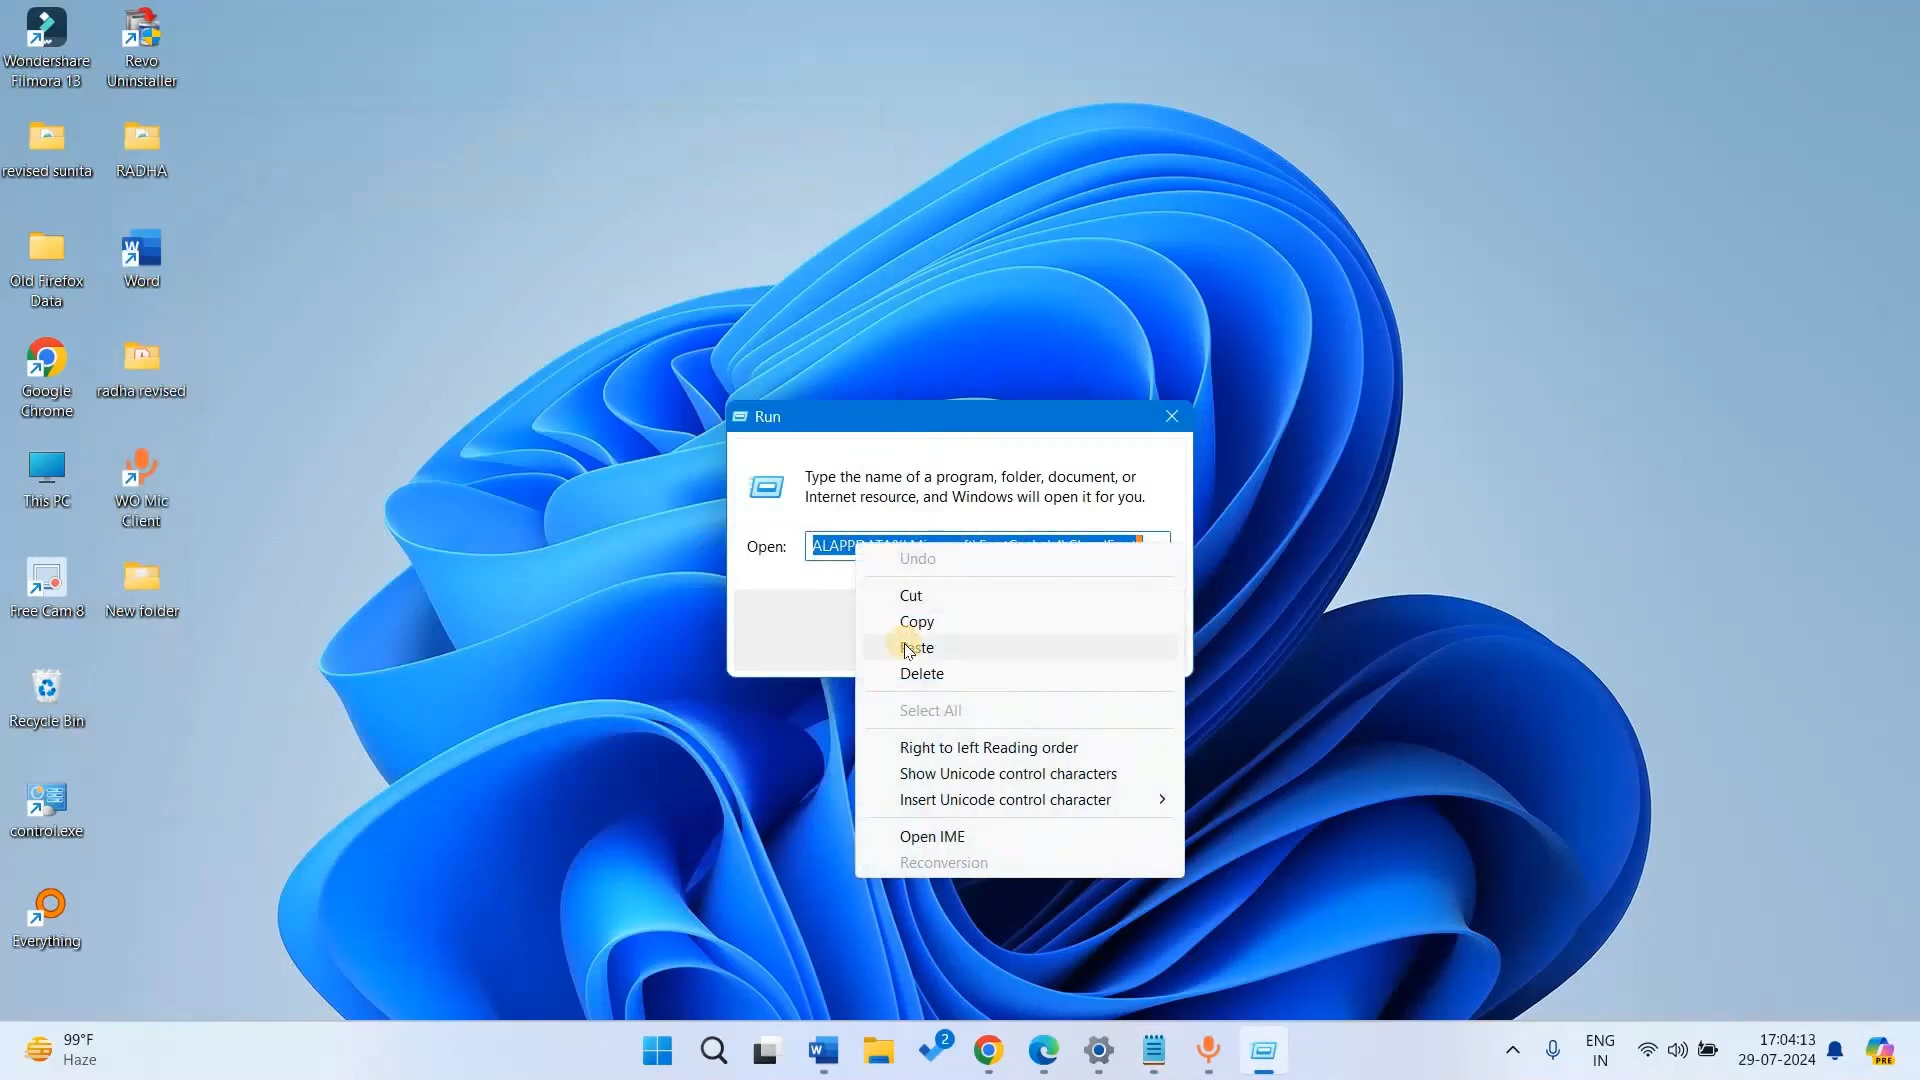 Wondershare
Filmora 13
Revo
Uninstaller
revised sunita
RADHA
Old Firefox
Data
Word
Google
Chrome
radha revised
This PC
WO Mic
Client
Free Cam 8
New folder
Recycle Bin
control.exe
Everything
Run
Type the name of a program, folder, document, or
Internet resource, and Windows will open it for you.
Open:
Undo
Cut
Copy
Paste
Delete
Select All
Right to left Reading order
Show Unicode control characters
Insert Unicode control character
Open IME
Reconversion
99°F
Haze
2
ENG
IN
17:04:13
29-07-2024
PRE